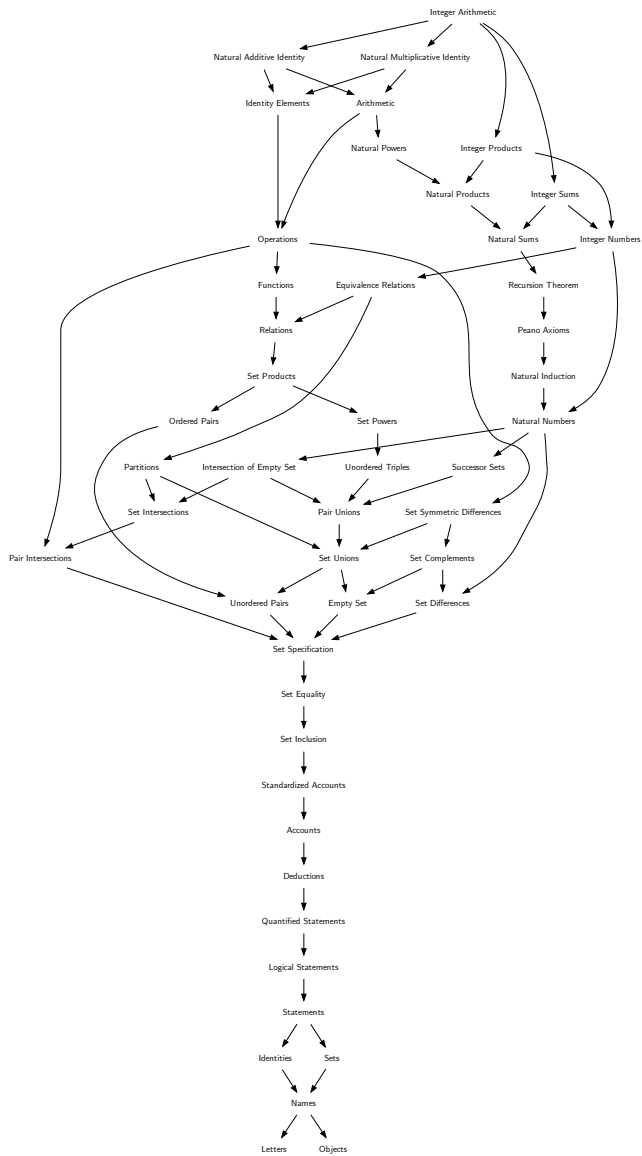 Integer Arithmetic
Natural Additive Identity
Natural Multiplicative Identity
Identity Elements
Arithmetic
Natural Powers
Integer Products
Natural Products
Integer Sums
Operations
Natural Sums
Integer Numbers
Functions
Equivalence Relations
Recursion Theorem
Relations
Peano Axioms
Set Products
Natural Induction
Ordered Pairs
Set Powers
Natural Numbers
Partitions
Intersection of Empty Set
Unordered Triples
Successor Sets
Set Intersections
Pair Unions
Set Symmetric Differences
Pair Intersections
Set Unions
Set Complements
Unordered Pairs
Empty Set
Set Differences
Set Specification
Set Equality
Set Inclusion
Standardized Accounts
Accounts
Deductions
Quantified Statements
Logical Statements
Statements
Identities
Sets
Names
Letters
Objects